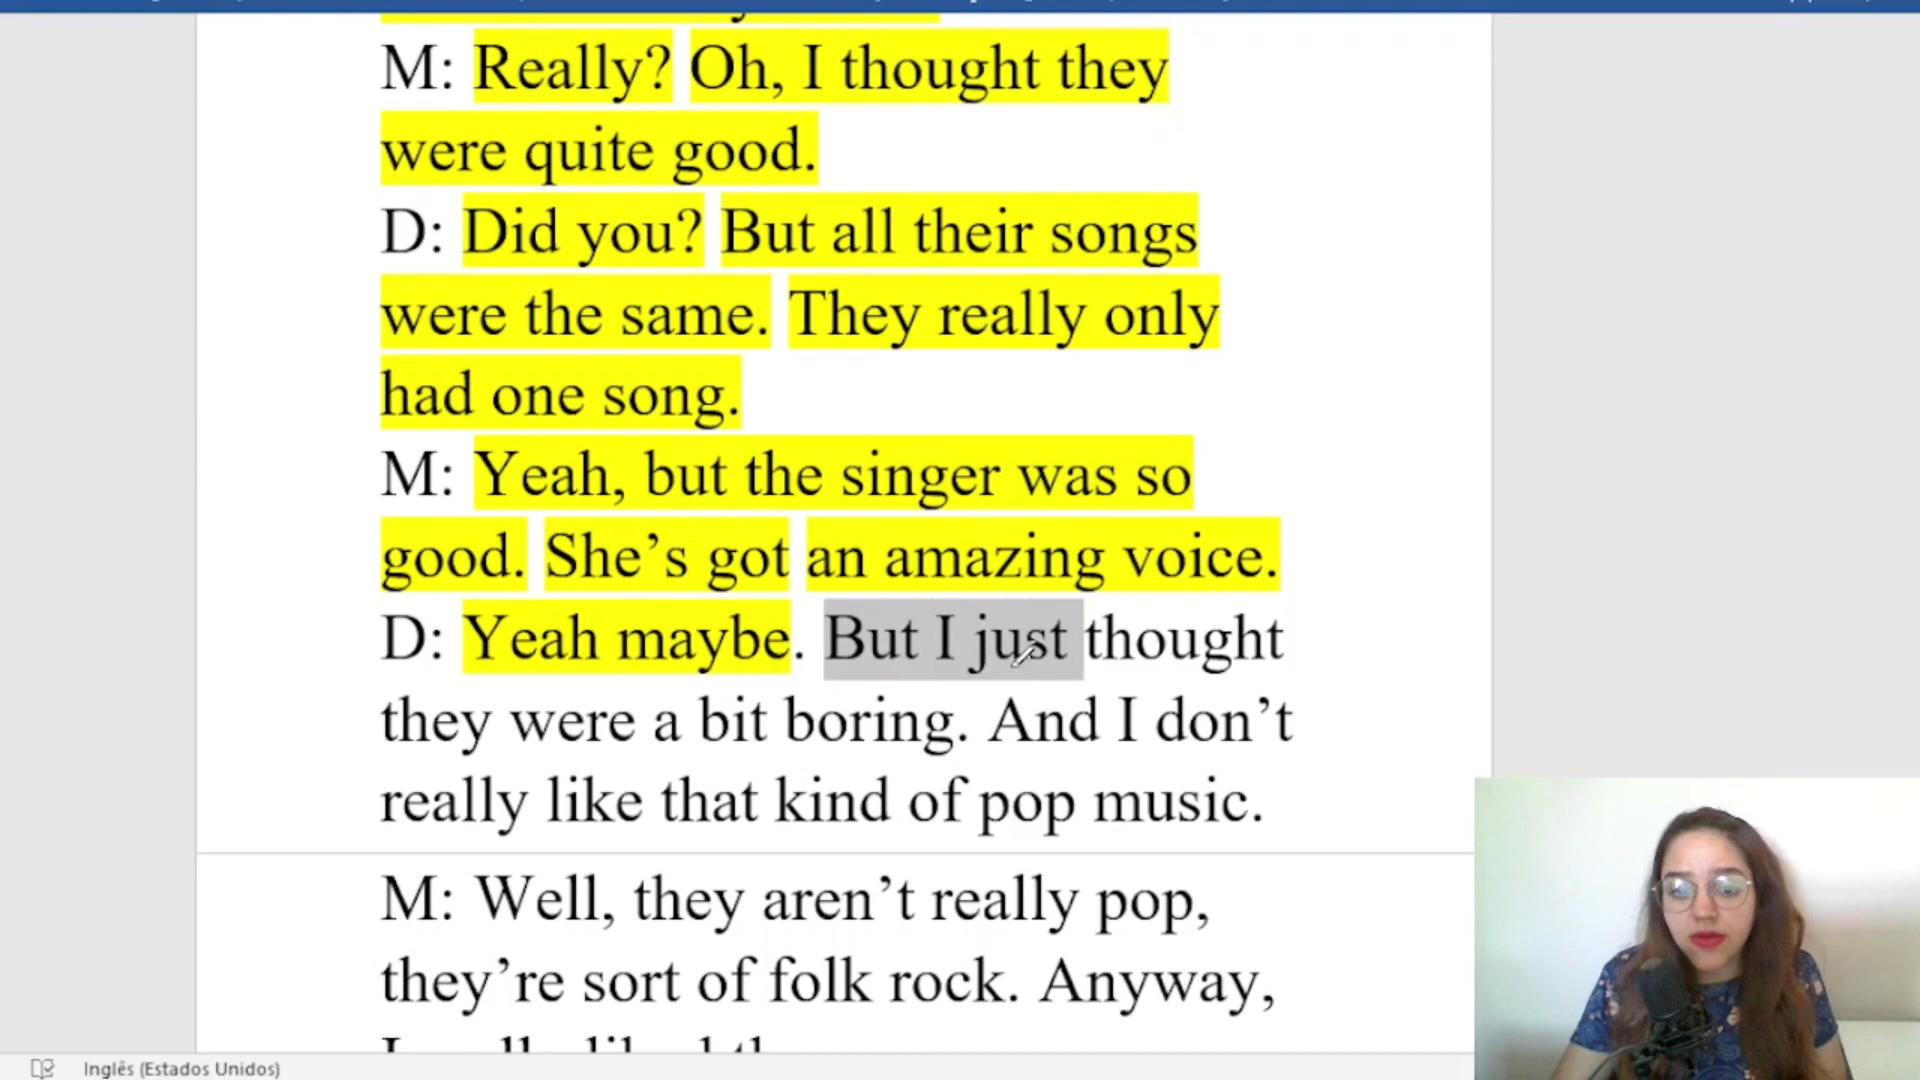 M: Really? Oh, I thought they
were quite good.
D: Did you? But all their songs
were the same. They really only
had one song.
M: Yeah, but the singer was so
good. She’s got an amazing voice.
D: Yeah maybe. But I just thought
they were a bit boring. And I don’t
really like that kind of pop music.
M: Well, they aren’t really pop,
they’re sort of folk rock. Anyway,
Inglês (Estados Unidos)